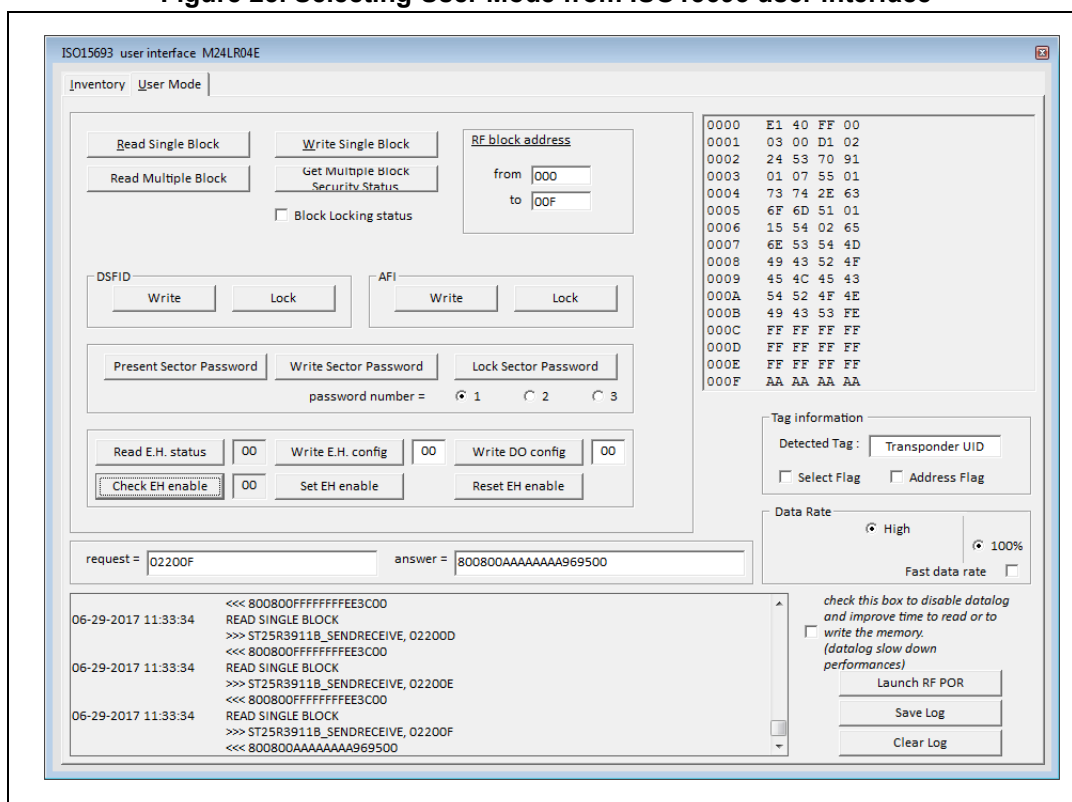 ISO15693 user interface M24LR04E
Inventory User Mode
Read Single Block
Write Single Block
Read Multiple Block
Get Multiple Block
Security Status
Block Locking status
RF block address
from 000
to 00F
DSFID
Write Lock
AFI
Write Lock
Present Sector Password Write Sector Password Lock Sector Password
password number = 1 2 3
Read E.H. status 00 Write E.H. config 00 Write DO config 00
Check EH enable 00 Set EH enable Reset EH enable
0000 E1 40 FF 00
0001 03 00 D1 02
0002 24 53 70 91
0003 01 07 55 01
0004 73 74 2E 63
0005 6F 6D 51 01
0006 15 54 02 65
0007 6E 53 54 4D
0008 49 43 52 4F
0009 45 4C 45 43
000A 54 52 4F 4E
000B 49 43 53 FE
000C FF FF FF FF
000D FF FF FF FF
000E FF FF FF FF
000F AA AA AA AA
Tag information
Detected Tag : Transponder UID
Select Flag Address Flag
Data Rate
High
100%
Fast data rate
request = 02200F answer = 800800AAAAAAAA969500
<<< 800800FFFFFFFFEE3C00
06-29-2017 11:33:34 READ SINGLE BLOCK
>>> ST25R3911B_SENDRECEIVE, 02200D
<<< 800800FFFFFFFFEE3C00
06-29-2017 11:33:34 READ SINGLE BLOCK
>>> ST25R3911B_SENDRECEIVE, 02200E
<<< 800800FFFFFFFFEE3C00
06-29-2017 11:33:34 READ SINGLE BLOCK
>>> ST25R3911B_SENDRECEIVE, 02200F
<<< 800800AAAAAAAA969500
check this box to disable datalog
and improve time to read or to
write the memory.
(datalog slow down
performances)
Launch RF POR
Save Log
Clear Log